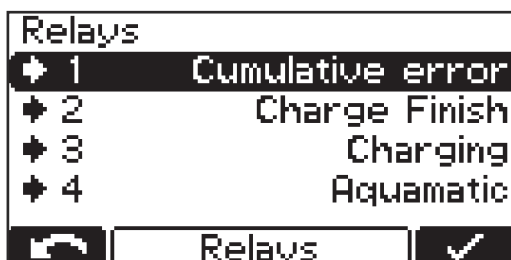 Relays
1 Cumulative error
2 Charge Finish
3 Charging
4 Aquamatic
Relays